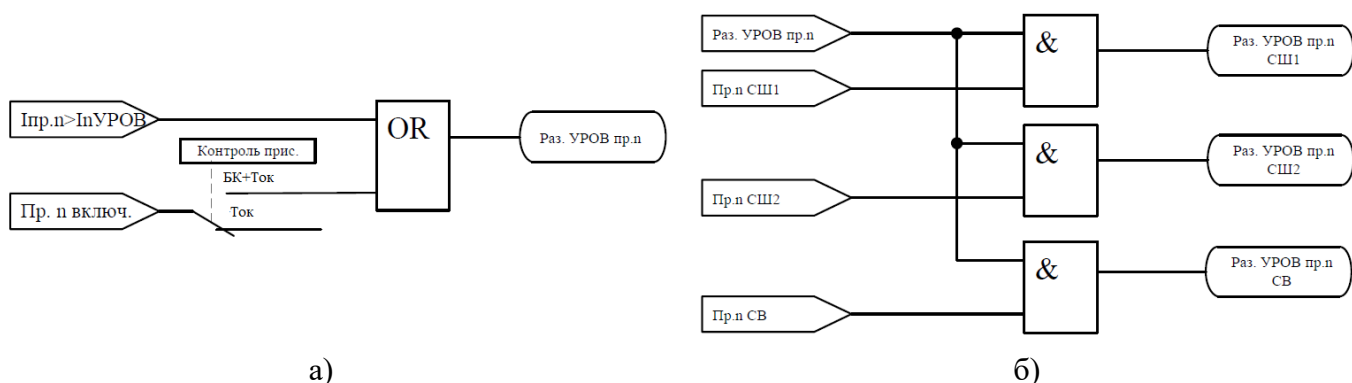 Iпр.n>InУРОВ
Контроль прис.
БК+Ток
Пр. n включ.
Ток
OR
Раз. УРОВ пр.n
а)
Раз. УРОВ пр.n
&
Раз. УРОВ пр.n
СШ1
Пр.n СШ1
&
Раз. УРОВ пр.n
СШ2
Пр.n СШ2
&
Раз. УРОВ пр.n
СВ
Пр.n СВ
б)